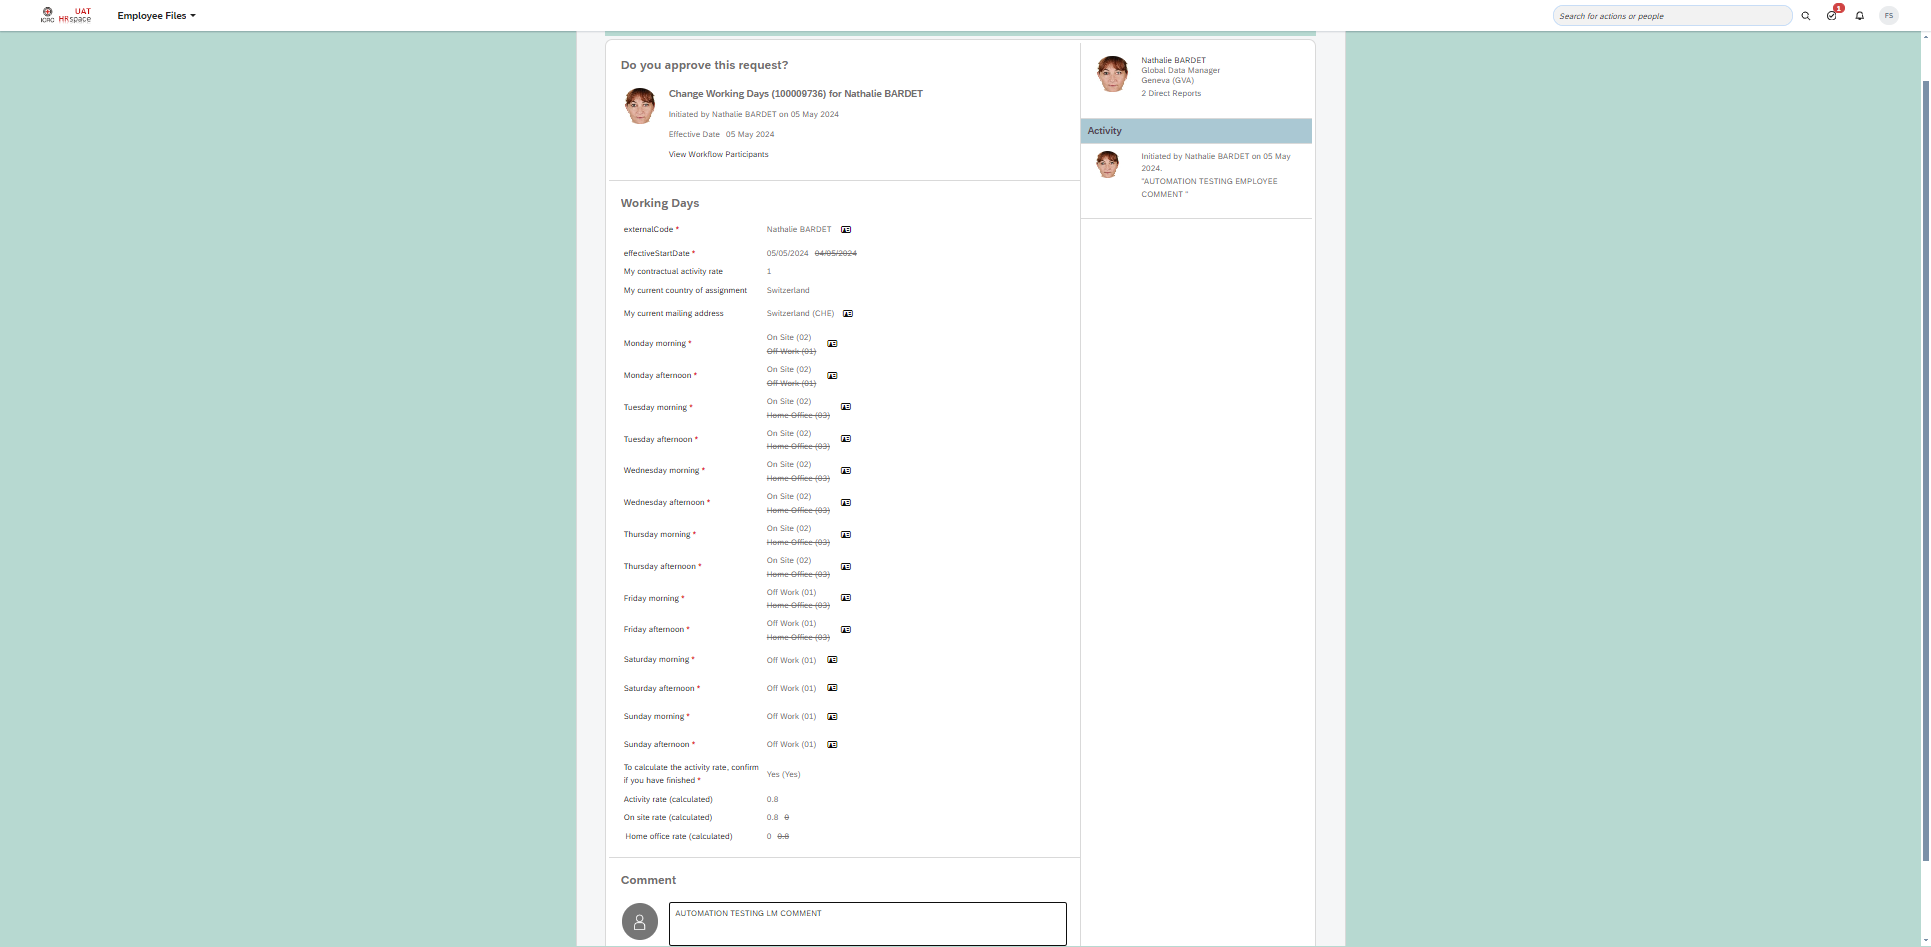 ICRC
UAT
HRspace
Employee Files
Search for actions or people
1
FS
Do you approve this request?
Change Working Days (100009736) for Nathalie BARDET
Initiated by Nathalie BARDET on 05 May 2024
Effective Date 05 May 2024
View Workflow Participants
Nathalie BARDET
Global Data Manager
Geneva (GVA)
2 Direct Reports
Activity
Initiated by Nathalie BARDET on 05 May
2024.
"AUTOMATION TESTING EMPLOYEE
COMMENT "
Working Days
externalCode * Nathalie BARDET
effectiveStartDate * 05/05/2024 04/05/2024
My contractual activity rate 1
My current country of assignment Switzerland
My current mailing address Switzerland (CHE)
Monday morning * On Site (02)
Off Work (01)
Monday afternoon * On Site (02)
Off Work (01)
Tuesday morning * On Site (02)
Home Office (03)
Tuesday afternoon * On Site (02)
Home Office (03)
Wednesday morning * On Site (02)
Home Office (03)
Wednesday afternoon * On Site (02)
Home Office (03)
Thursday morning * On Site (02)
Home Office (03)
Thursday afternoon * On Site (02)
Home Office (03)
Friday morning * Off Work (01)
Home Office (03)
Friday afternoon * Off Work (01)
Home Office (03)
Saturday morning * Off Work (01)
Saturday afternoon * Off Work (01)
Sunday morning * Off Work (01)
Sunday afternoon * Off Work (01)
To calculate the activity rate, confirm
if you have finished * Yes (Yes)
Activity rate (calculated) 0.8
On site rate (calculated) 0.8 0
Home office rate (calculated) 0 0.8
Comment
AUTOMATION TESTING LM COMMENT